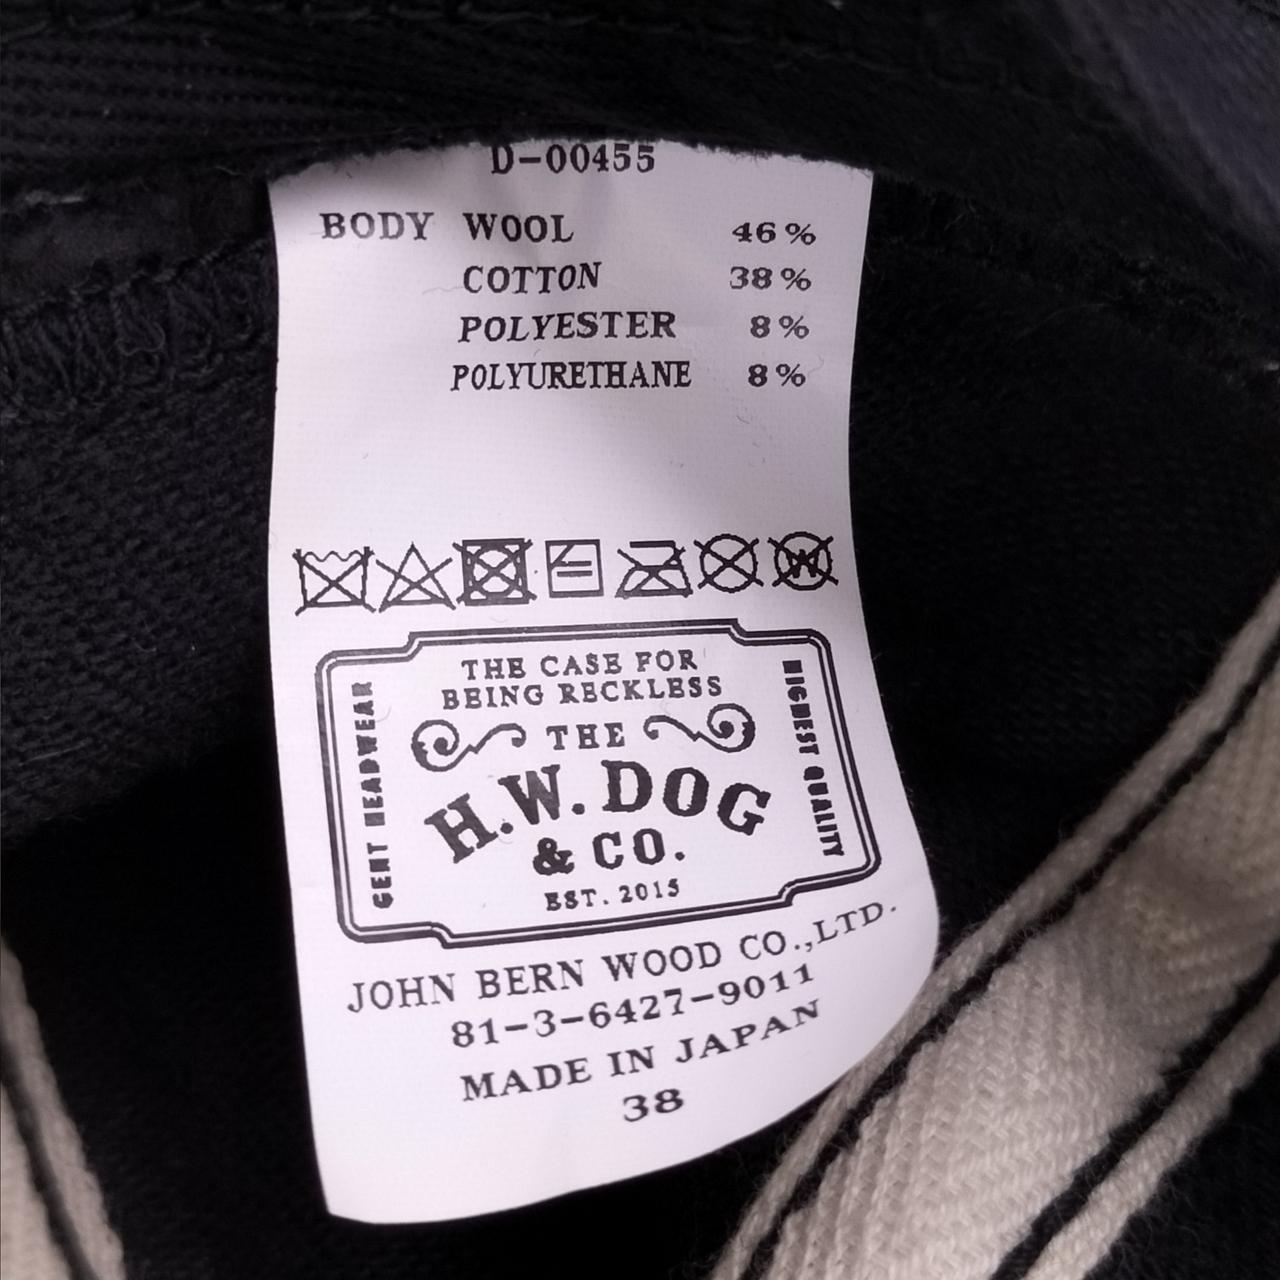 D-00455
BODY WOOL 46%
COTTON 38%
POLYESTER 8%
POLYURETHANE 8%
W
THE CASE FOR
BEING RECKLESS
THE
H.W. DOG
& CO.
EST. 2015
GENT HEADWEAR
HIGHEST QUALITY
JOHN BERN WOOD CO.,LTD.
81-3-6427-9011
MADE IN JAPAN
38